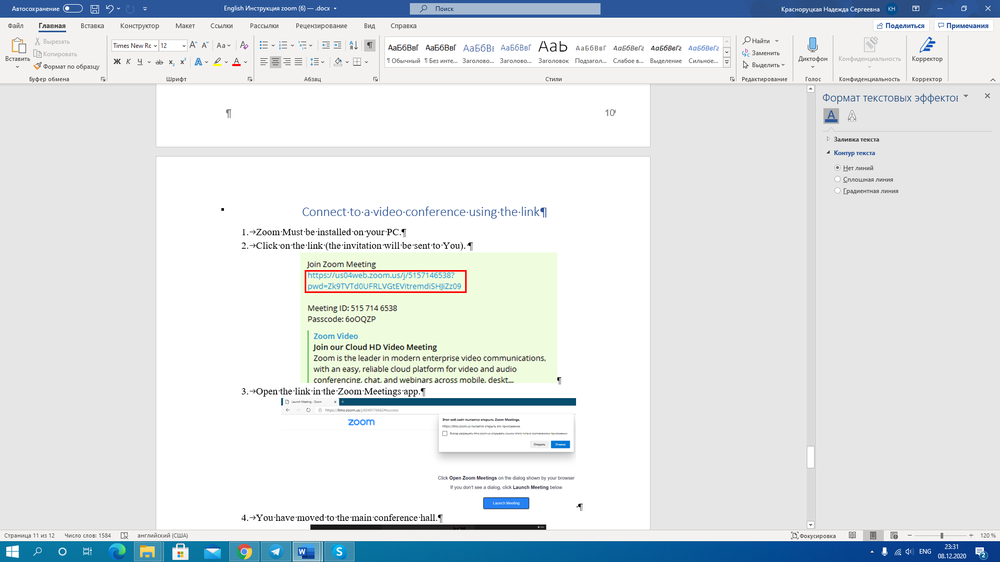 Автосохранение
English Инструкция zoom (6) — .docx
Поиск
Красноруцкая Надежда Сергеевна
КН
Файл Главная Вставка Конструктор Макет Ссылки Рассылки Рецензирование Вид Справка
Поделиться Примечания
Вставить
Вырезать
Копировать
Формат по образцу
Буфер обмена
Times New Rc 12
Шрифт
Абзац
АаБбВвГ АаБбВвГ АаБбВв АаБбВвГ Ааb АаБбВвГ АаБбВвГг АаБбВвГг АаБбВвГг
¶ Обычный ¶ Без инте... Заголово... Заголово... Заголовок Подзагол... Слабое в... Выделение Сильное...
Стили
Найти
Заменить
Выделить
Редактирование
Диктофон
Голос
Конфиденциальность
Конфиденциальность
Корректор
Корректор
¶ 10
Connect·to·a·video·conference·using·the·link¶
1.→Zoom·Must·be·installed·on·your·PC.¶
2.→Click·on·the·link·(the·invitation·will·be·sent·to·You).·¶
Join Zoom Meeting
https://us04web.zoom.us/j/5157146538?
pwd=Zk9TVTd0UFRLVGtEVitremdiSHJiZz09
Meeting ID: 515 714 6538
Passcode: 6oOQZP
Zoom Video
Join our Cloud HD Video Meeting
Zoom is the leader in modern enterprise video communications,
with an easy, reliable cloud platform for video and audio
conferencing, chat, and webinars across mobile, deskt...
¶
3.→Open·the·link·in·the·Zoom·Meetings·app.¶
Launch Meeting - Zoom
https://itmo.zoom.us/j/6040176662#success
zoom
Этот веб-сайт пытается открыть Zoom Meetings.
https://itmo.zoom.us пытается открыть это приложение.
Всегда разрешать itmo.zoom.us открывать ссылки этого типа в соотнесенном приложении
Открыть Отмена
Click Open Zoom Meetings on the dialog shown by your browser
If you don't see a dialog, click Launch Meeting below
Launch Meeting
·¶
4.→You·have·moved·to·the·main·conference·hall.¶
Формат текстовых эффектов
Заливка текста
Контур текста
Нет линий
Сплошная линия
Градиентная линия
Страница 11 из 12 Число слов: 1584 английский (США)
Фокусировка
120 %
ENG
23:31
08.12.2020
2